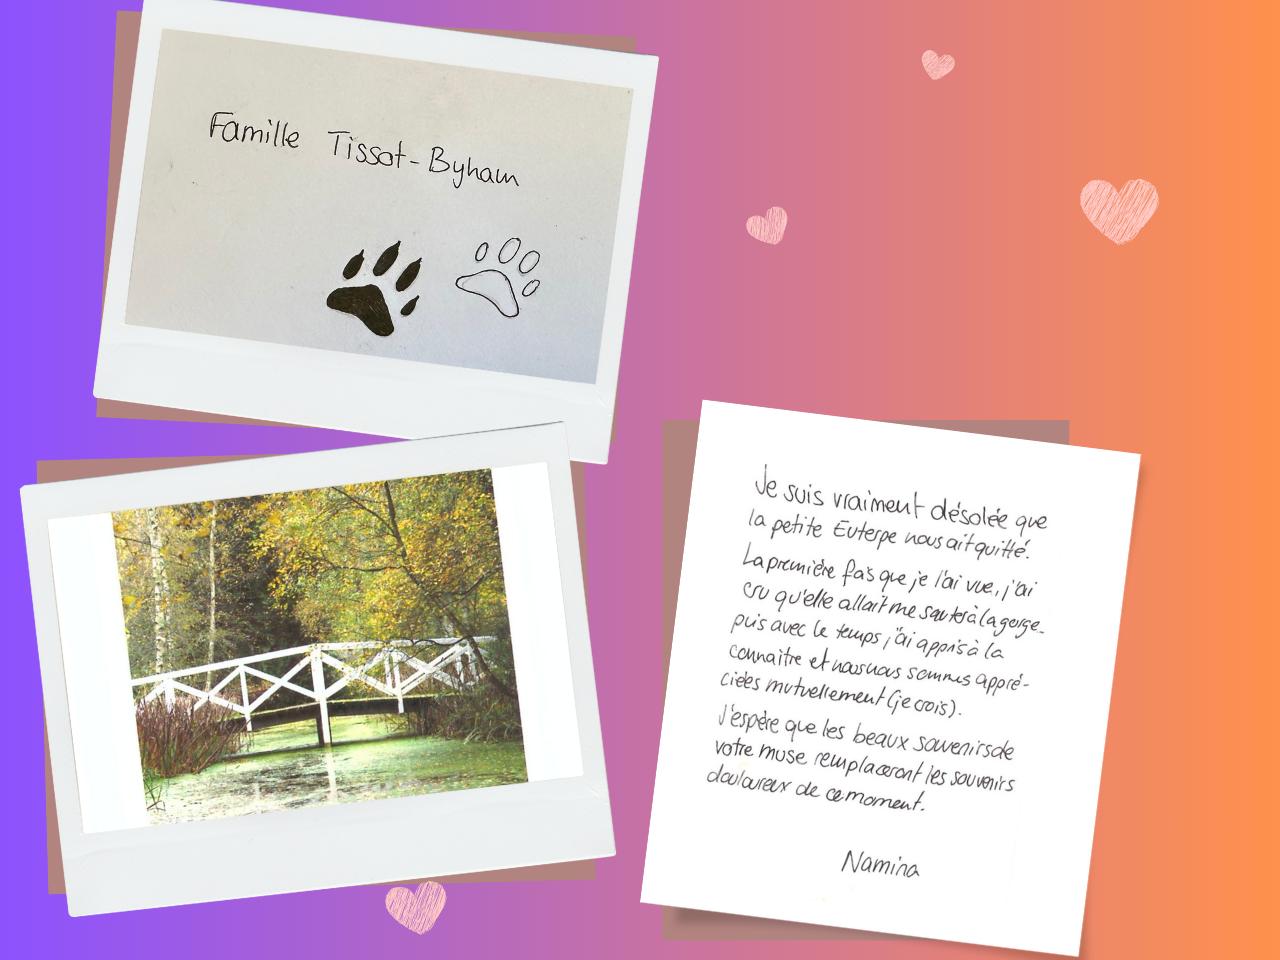 Famille Tissot-Byham
Je suis vraiment désolée que
la petite Euterpe nous ait quitté.
La première fois que je l'ai vue, j'ai
cru qu'elle allait me sauter à la gorge.
puis avec le temps j'ai appris à la
connaître et nous nous sommes appré-
ciées mutuellement (je crois).
J'espère que les beaux souvenirs de
votre muse remplaceront les souvenirs
douloureux de ce moment.
Namina